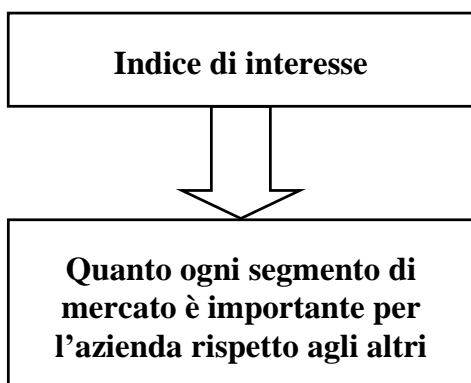 Indice di interesse
Quanto ogni segmento di
mercato è importante per
l'azienda rispetto agli altri